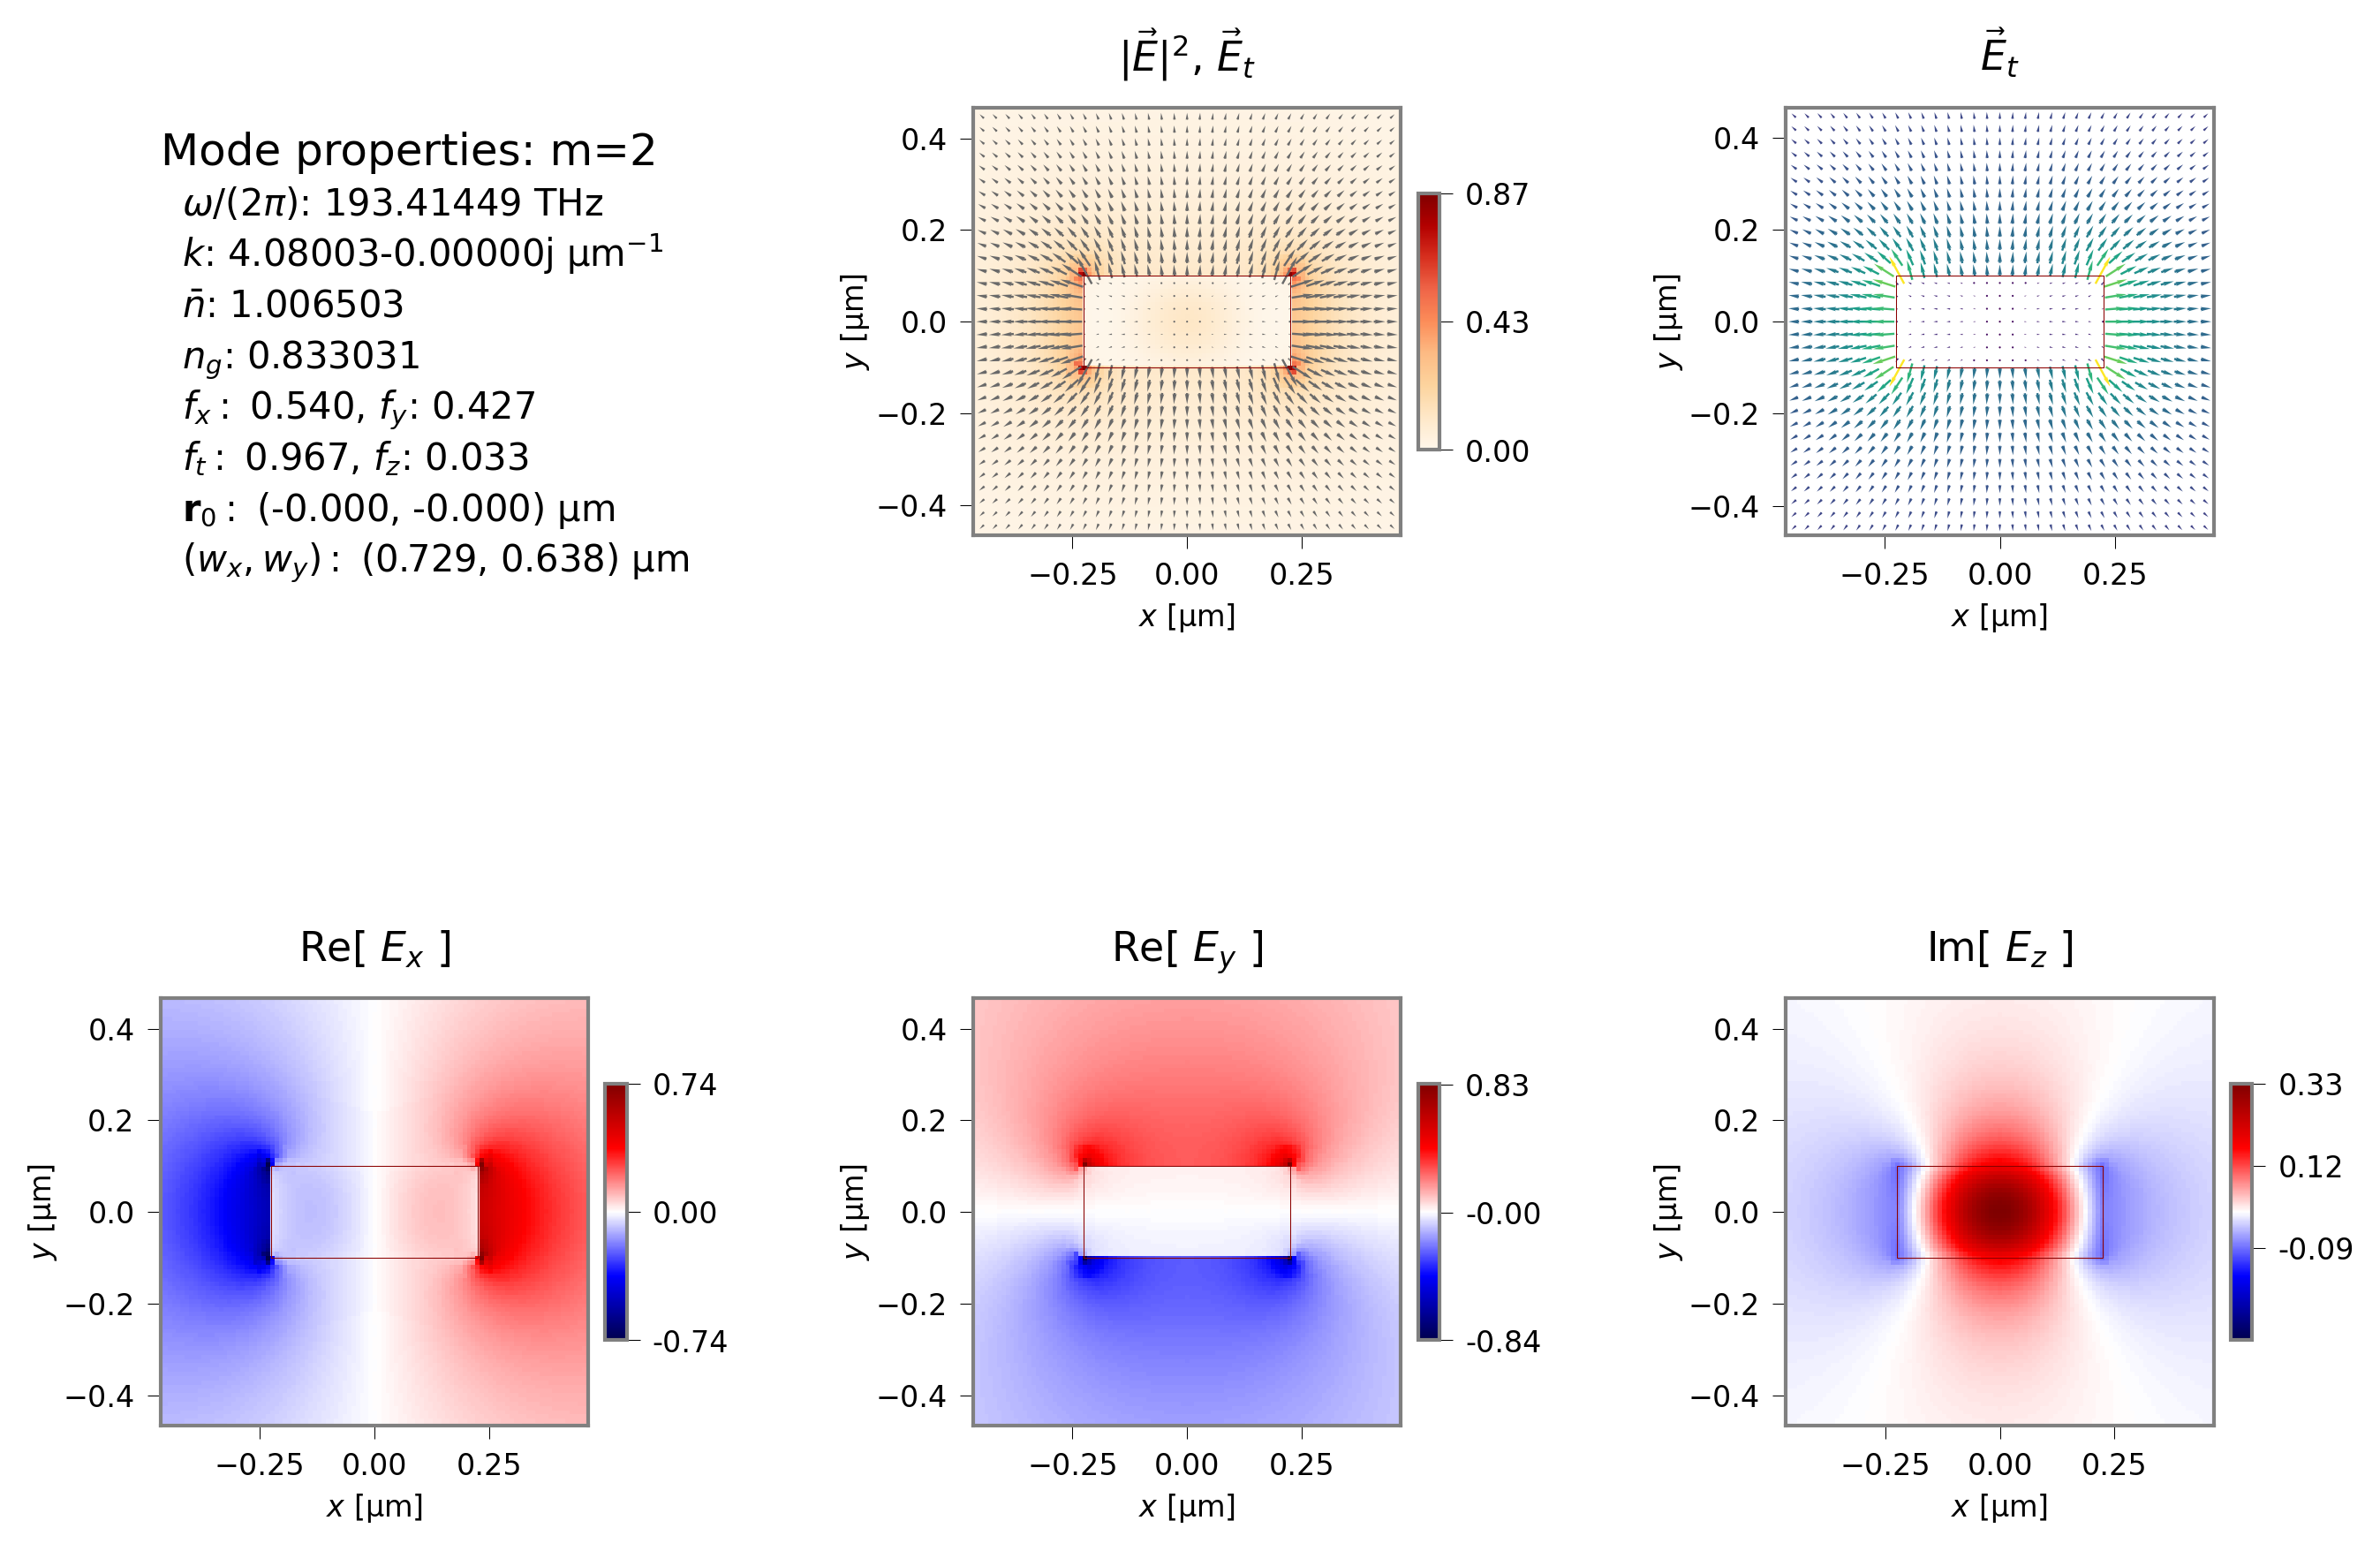 Mode properties: m=2
ω/(2π): 193.41449 THz
k: 4.08003-0.00000j μm⁻¹
n̄: 1.006503
n_g: 0.833031
f_x : 0.540, f_y: 0.427
f_t : 0.967, f_z: 0.033
r₀ : (-0.000, -0.000) μm
(w_x, w_y) : (0.729, 0.638) μm
|E⃗|², E⃗_t
0.4
0.2
0.0
−0.2
−0.4
y [μm]
−0.25 0.00 0.25
x [μm]
0.87
0.43
0.00
E⃗_t
0.4
0.2
0.0
−0.2
−0.4
y [μm]
−0.25 0.00 0.25
x [μm]
Re[ E_x ]
0.4
0.2
0.0
−0.2
−0.4
y [μm]
−0.25 0.00 0.25
x [μm]
0.74
0.00
-0.74
Re[ E_y ]
0.4
0.2
0.0
−0.2
−0.4
y [μm]
−0.25 0.00 0.25
x [μm]
0.83
-0.00
-0.84
Im[ E_z ]
0.4
0.2
0.0
−0.2
−0.4
y [μm]
−0.25 0.00 0.25
x [μm]
0.33
0.12
-0.09